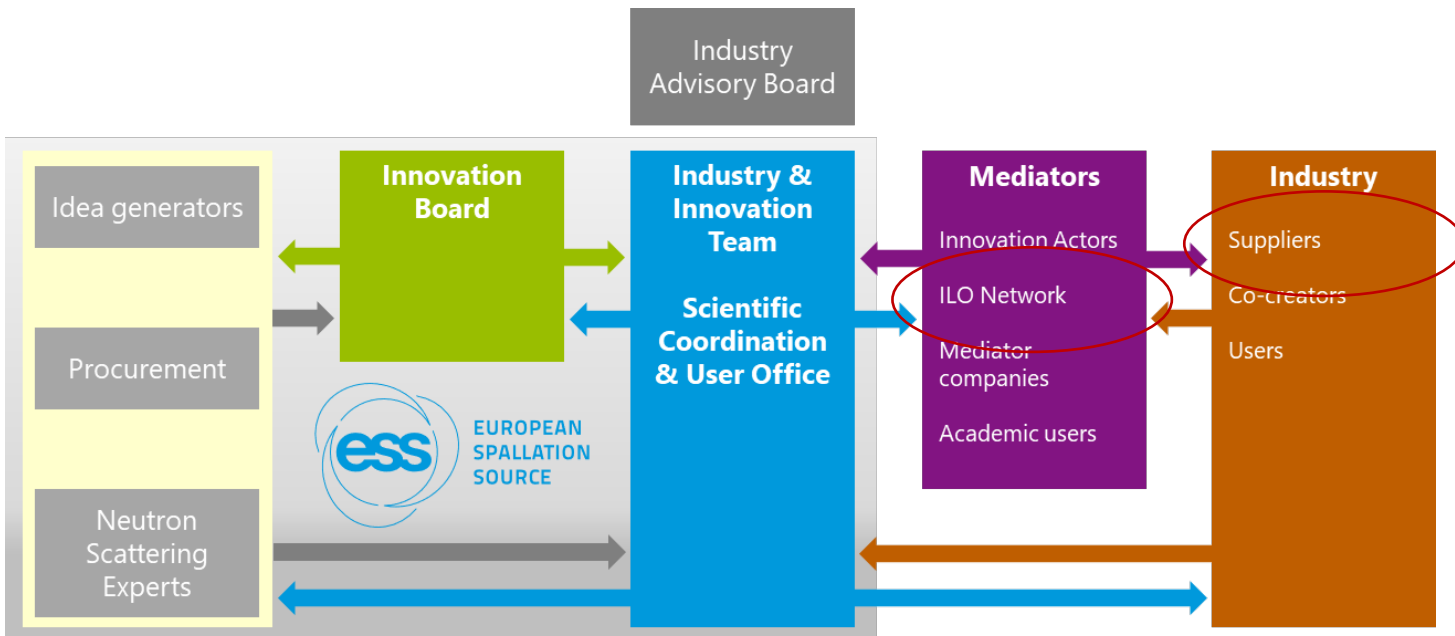 Industry
Advisory Board
Idea generators
Procurement
Neutron
Scattering
Experts
Innovation
Board
ess
EUROPEAN
SPALLATION
SOURCE
Industry &
Innovation
Team
Scientific
Coordination
& User Office
Mediators
Innovation Actors
ILO Network
Mediator
companies
Academic users
Industry
Suppliers
Co-creators
Users